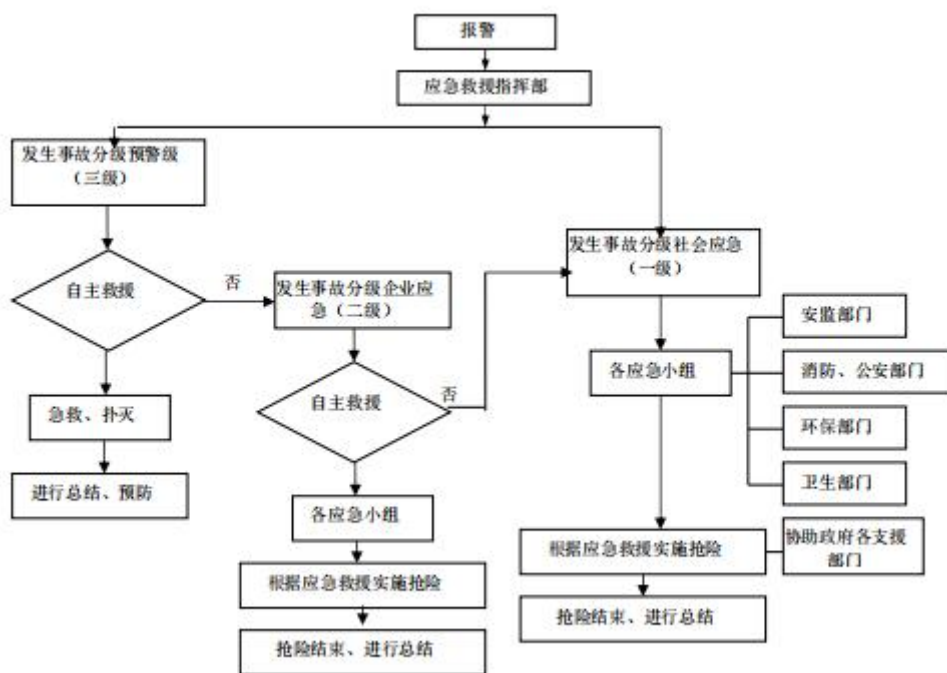 报警
应急救援指挥部
发生事故分级预警级
（三级）
发生事故分级社会应急
（一级）
自主救援
否
发生事故分级企业应
急（二级）
安监部门
各应急小组
消防、公安部门
自主救援
否
急救、扑灭
环保部门
进行总结、预防
卫生部门
各应急小组
根据应急救援实施抢险
协助政府各支援
部门
根据应急救援实施抢险
抢险结束、进行总结
抢险结束、进行总结